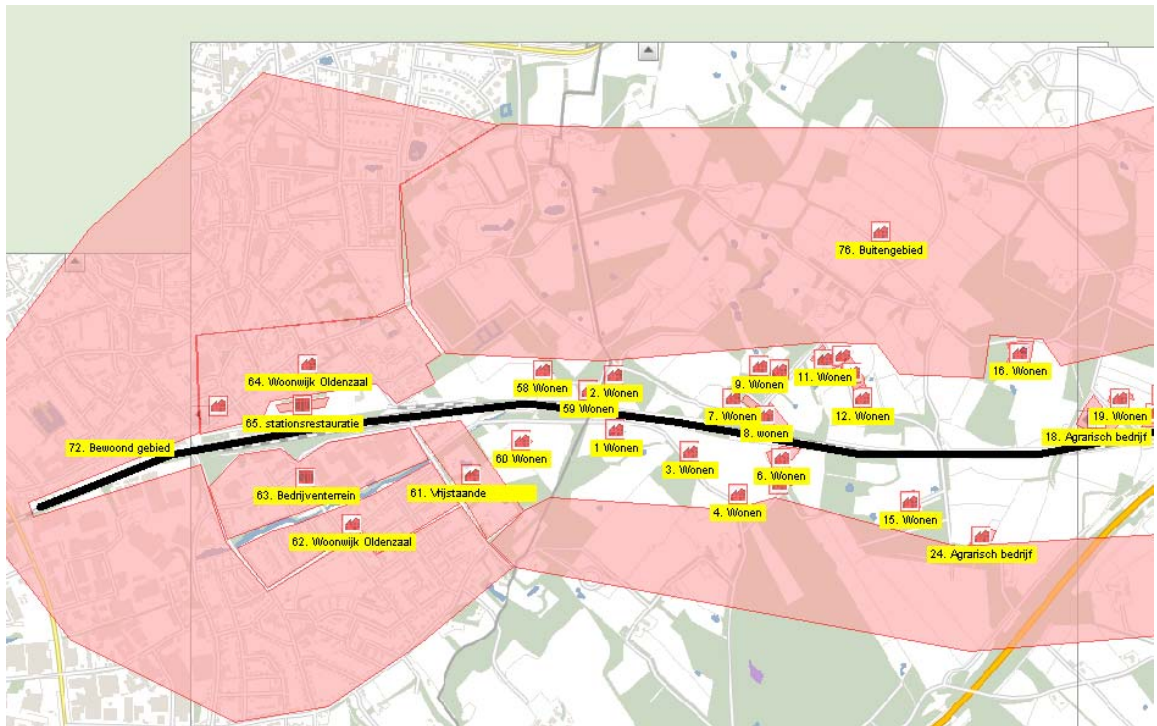 76. Buitengebied
16. Wonen
64. Woonwijk Oldenzaal
58 Wonen
2. Wonen
9. Wonen
11. Wonen
59 Wonen
7. Wonen
12. Wonen
19. Wonen
65. stationsrestauratie
8. wonen
18. Agrarisch bedrijf
72. Bewoond gebied
60 Wonen
1 Wonen
3. Wonen
6. Wonen
63. Bedrijventerrein
61. Vrijstaande
4. Wonen
15. Wonen
62. Woonwijk Oldenzaal
24. Agrarisch bedrijf